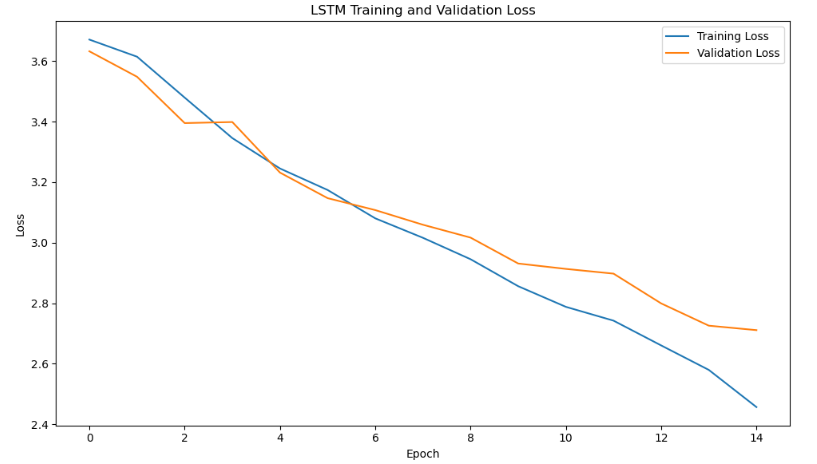 LSTM Training and Validation Loss
Training Loss
Validation Loss
3.6
3.4
3.2
3.0
2.8
2.6
2.4
Loss
0 2 4 6 8 10 12 14
Epoch